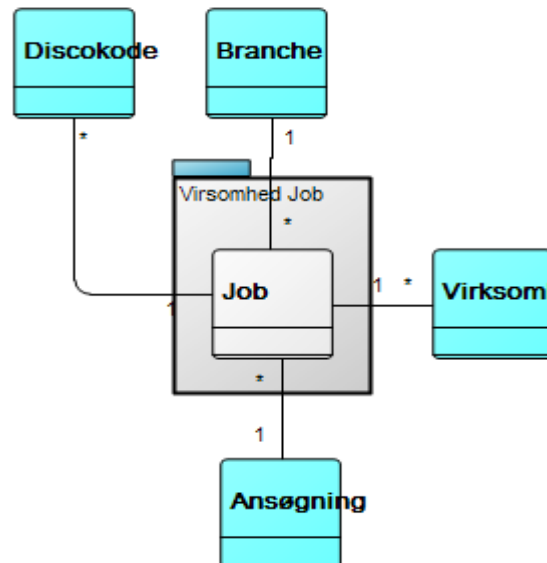 Discokode
Branche
*
1
Virsomhed Job
*
Job
1
1
*
Virksom
*
1
Ansøgning